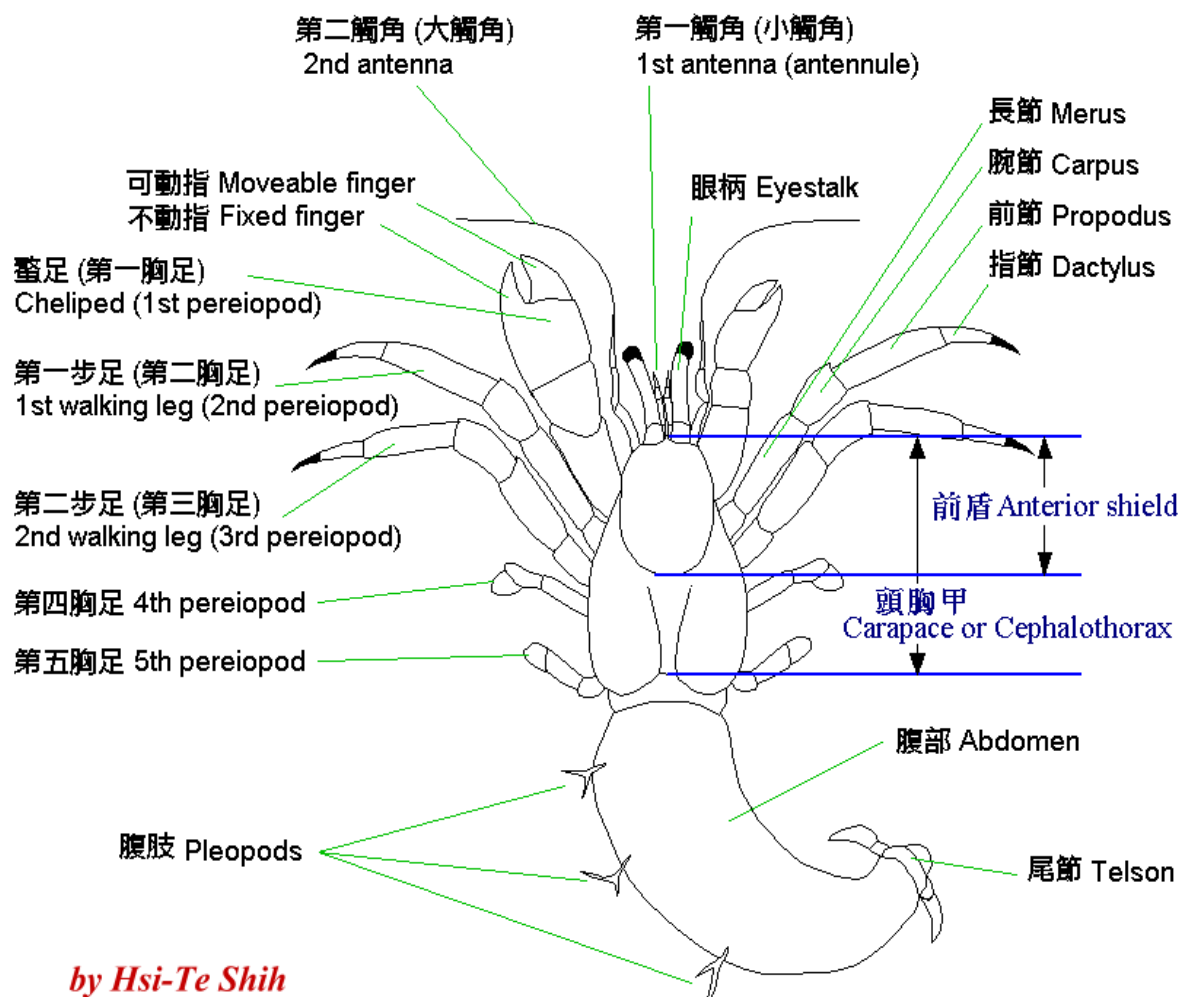 第二觸角 (大觸角)
2nd antenna
第一觸角 (小觸角)
1st antenna (antennule)
長節 Merus
腕節 Carpus
前節 Propodus
指節 Dactylus
可動指 Moveable finger
不動指 Fixed finger
眼柄 Eyestalk
螯足 (第一胸足)
Cheliped (1st pereiopod)
第一步足 (第二胸足)
1st walking leg (2nd pereiopod)
第二步足 (第三胸足)
2nd walking leg (3rd pereiopod)
前盾 Anterior shield
第四胸足 4th pereiopod
頭胸甲
Carapace or Cephalothorax
第五胸足 5th pereiopod
腹部 Abdomen
腹肢 Pleopods
尾節 Telson
by Hsi-Te Shih